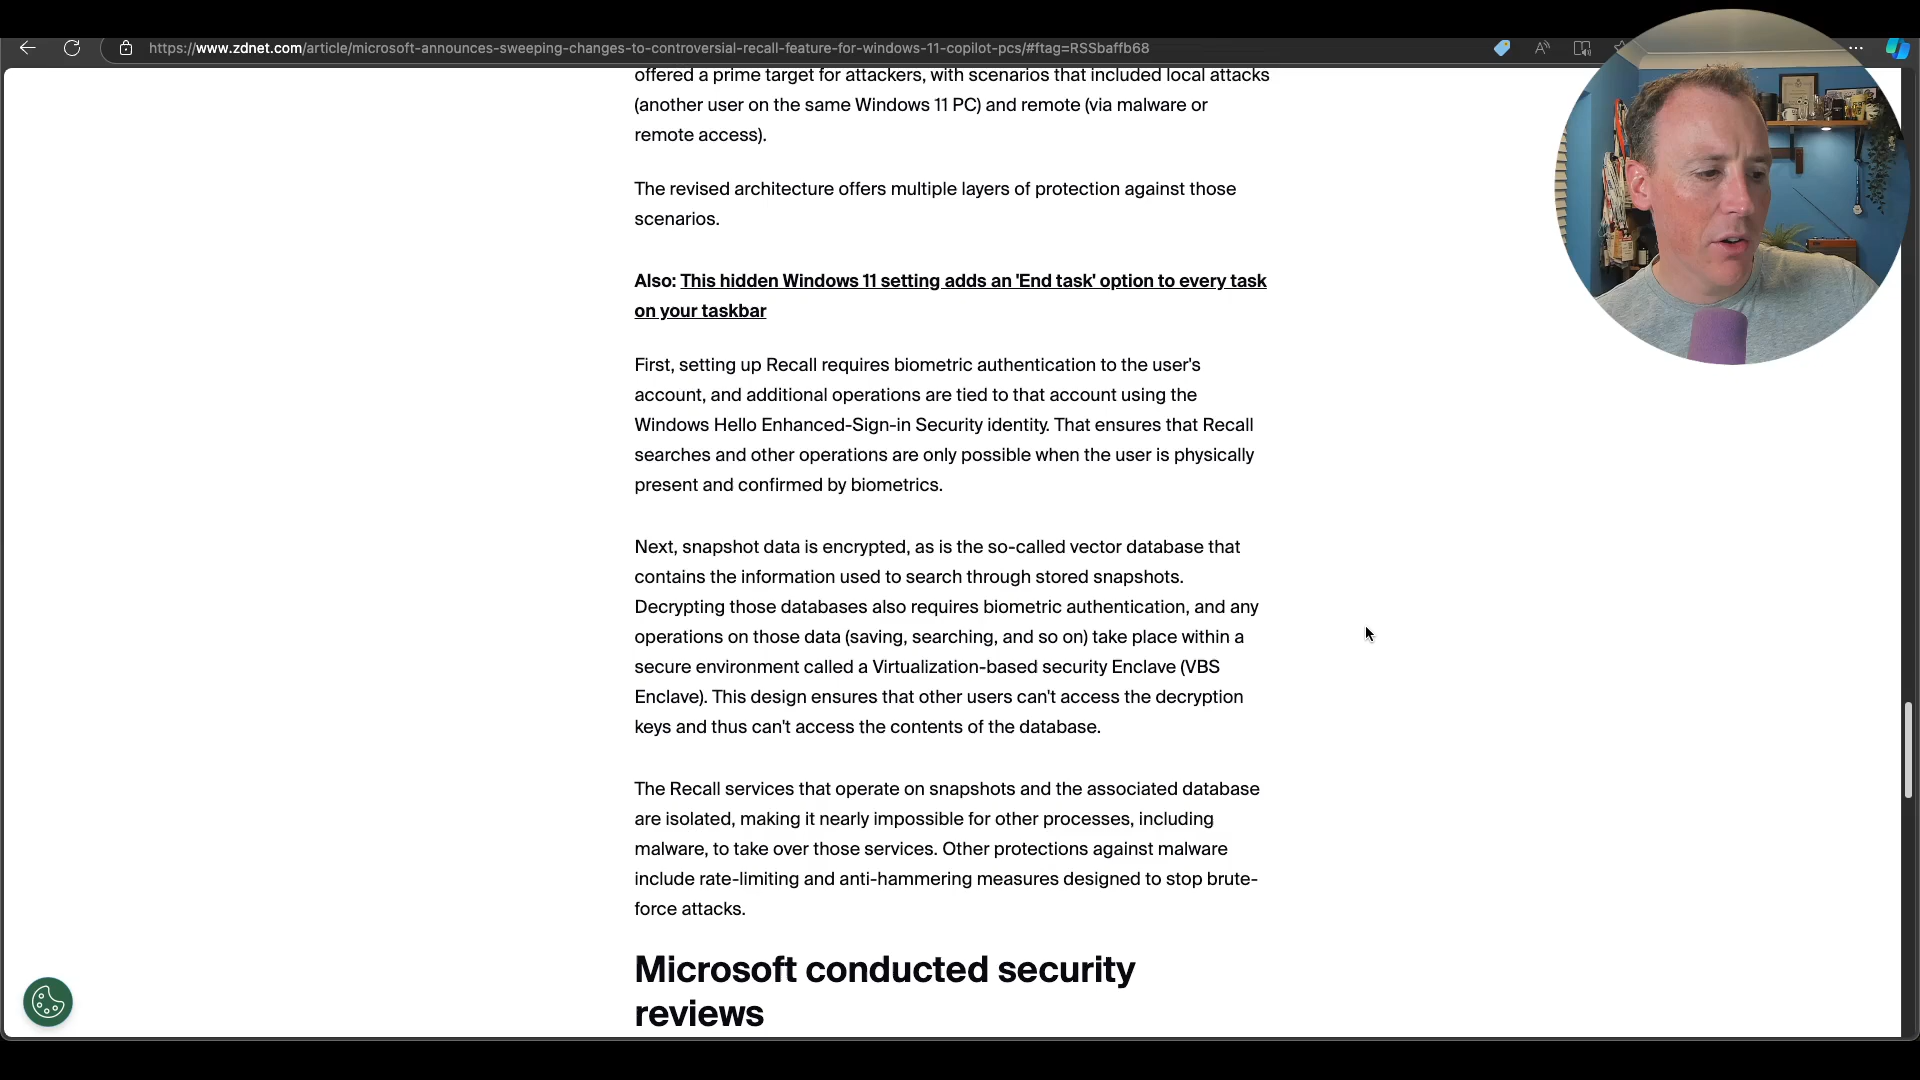 https://www.zdnet.com/article/microsoft-announces-sweeping-changes-to-controversial-recall-feature-for-windows-11-copilot-pcs/#ftag=RSSbaffb68
offered a prime target for attackers, with scenarios that included local attacks
(another user on the same Windows 11 PC) and remote (via malware or
remote access).
The revised architecture offers multiple layers of protection against those
scenarios.
Also: This hidden Windows 11 setting adds an 'End task' option to every task
on your taskbar
First, setting up Recall requires biometric authentication to the user's
account, and additional operations are tied to that account using the
Windows Hello Enhanced-Sign-in Security identity. That ensures that Recall
searches and other operations are only possible when the user is physically
present and confirmed by biometrics.
Next, snapshot data is encrypted, as is the so-called vector database that
contains the information used to search through stored snapshots.
Decrypting those databases also requires biometric authentication, and any
operations on those data (saving, searching, and so on) take place within a
secure environment called a Virtualization-based security Enclave (VBS
Enclave). This design ensures that other users can't access the decryption
keys and thus can't access the contents of the database.
The Recall services that operate on snapshots and the associated database
are isolated, making it nearly impossible for other processes, including
malware, to take over those services. Other protections against malware
include rate-limiting and anti-hammering measures designed to stop brute-
force attacks.
Microsoft conducted security
reviews